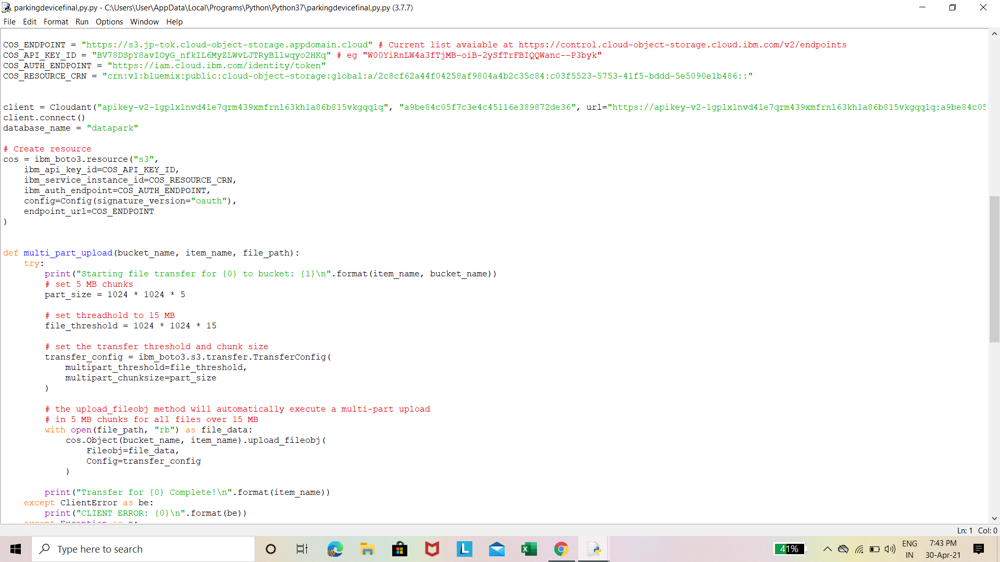 parkingdevicefinal,py.py - C:\Users\User\AppData\Local\Programs\Python\Python37\parkingdevicefinal,py.py (3.7.7)
File Edit Format Run Options Window Help
COS_ENDPOINT = "https://s3.jp-tok.cloud-object-storage.appdomain.cloud" # Current list avaiable at https://control.cloud-object-storage.cloud.ibm.com/v2/endpoints
COS_API_KEY_ID = "BV78DSpY8avIOyG_nfkIL6MyZLWvLJTRyBllwqyo2HKq" # eg "W00YiRnLW4a3fTjMB-oiB-2ySfTrFBIQQWanc--P3byk"
COS_AUTH_ENDPOINT = "https://iam.cloud.ibm.com/identity/token"
COS_RESOURCE_CRN = "crn:v1:bluemix:public:cloud-object-storage:global:a/2c8cf62a44f04258af9804a4b2c35c84:c03f5523-5753-41f5-bddd-5e5090e1b486::"
client = Cloudant("apikey-v2-1gplxlnvd4le7qrm439xmfrnl63kh1a86b815vkgqqlq", "a9be84c05f7c3e4c45116e389872de36", url="https://apikey-v2-1gplxlnvd4le7qrm439xmfrnl63kh1a86b815vkgqqlq:a9be84c05
client.connect()
database_name = "datapark"
# Create resource
cos = ibm_boto3.resource("s3",
    ibm_api_key_id=COS_API_KEY_ID,
    ibm_service_instance_id=COS_RESOURCE_CRN,
    ibm_auth_endpoint=COS_AUTH_ENDPOINT,
    config=Config(signature_version="oauth"),
    endpoint_url=COS_ENDPOINT
)
def multi_part_upload(bucket_name, item_name, file_path):
    try:
        print("Starting file transfer for {0} to bucket: {1}\n".format(item_name, bucket_name))
        # set 5 MB chunks
        part_size = 1024 * 1024 * 5
        # set threadhold to 15 MB
        file_threshold = 1024 * 1024 * 15
        # set the transfer threshold and chunk size
        transfer_config = ibm_boto3.s3.transfer.TransferConfig(
            multipart_threshold=file_threshold,
            multipart_chunksize=part_size
        )
        # the upload_fileobj method will automatically execute a multi-part upload
        # in 5 MB chunks for all files over 15 MB
        with open(file_path, "rb") as file_data:
            cos.Object(bucket_name, item_name).upload_fileobj(
                Fileobj=file_data,
                Config=transfer_config
            )
        print("Transfer for {0} Complete!\n".format(item_name))
    except ClientError as be:
        print("CLIENT ERROR: {0}\n".format(be))
    except Exception as e:
Ln: 1 Col: 0
Type here to search
41%
ENG
IN
7:43 PM
30-Apr-21